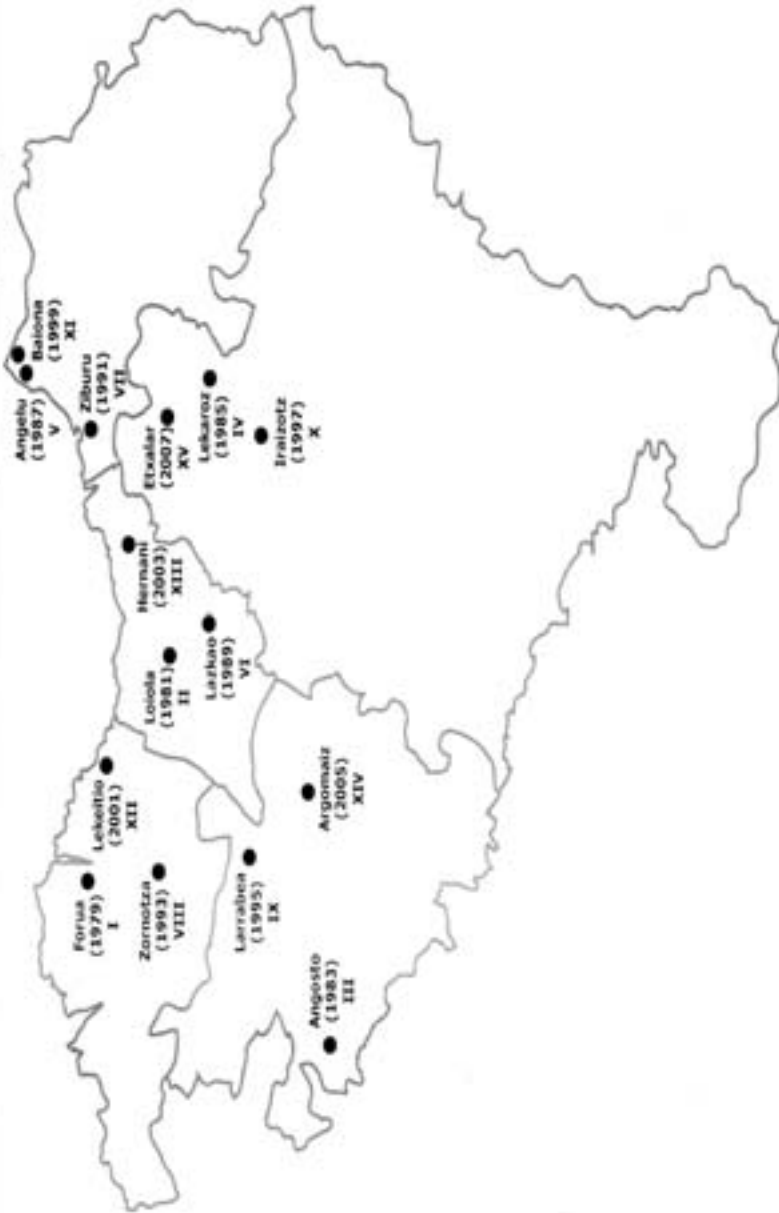 Forua
(1979)
I
Zornotza
(1993)
VIII
Lekeitio
(2001)
XII
Larrabea
(1995)
IX
Angosto
(1983)
III
Argomaiz
(2005)
XIV
Loiola
(1981)
II
Lazkao
(1989)
VI
Hernani
(2003)
XIII
Angelu
(1987)
V
Baiona
(1999)
XI
Ziburu
(1991)
VII
Etxalar
(2007)
XV
Lekaroz
(1985)
IV
Iraizotz
(1997)
X